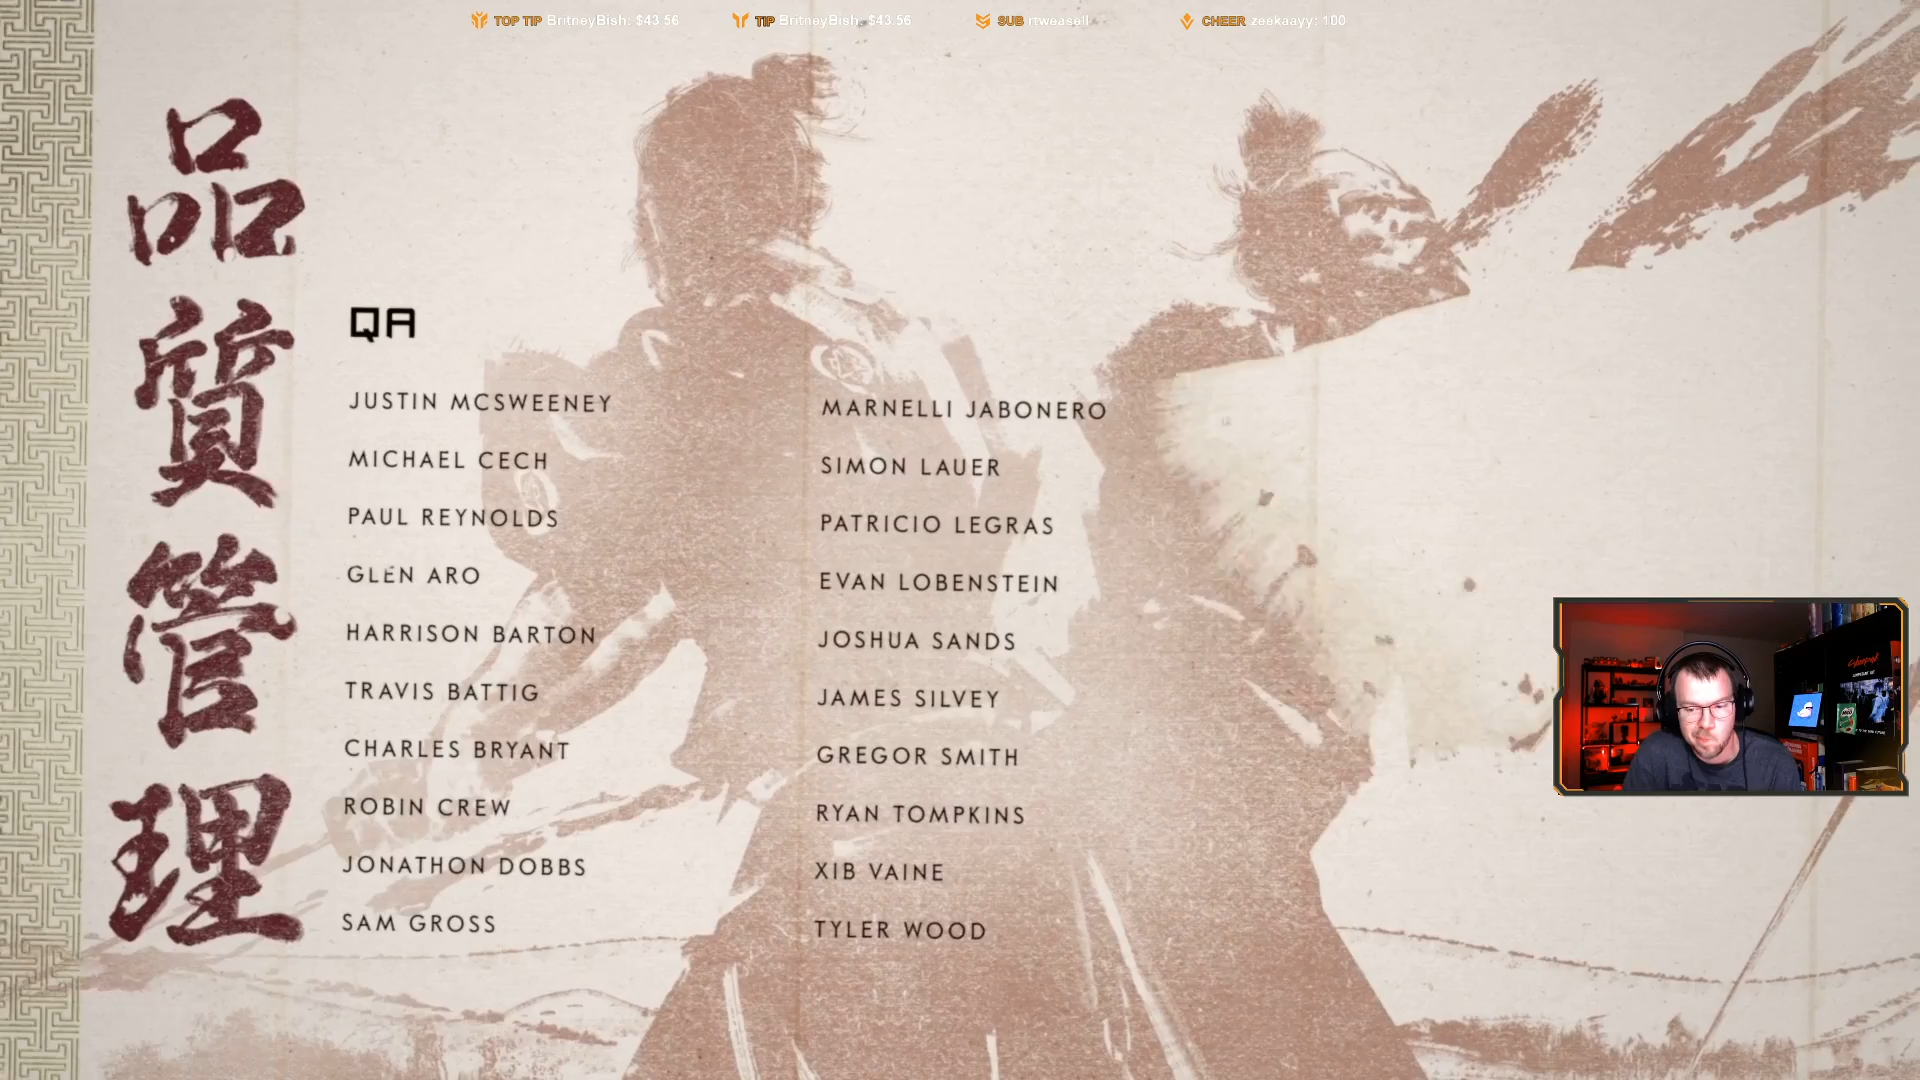 TOP TIP BritneyBish: $43.56 TIP BritneyBish: $43.56 SUB rtweasell CHEER zeekaayy: 100
品質管理
QA
JUSTIN MCSWEENEY
MICHAEL CECH
PAUL REYNOLDS
GLEN ARO
HARRISON BARTON
TRAVIS BATTIG
CHARLES BRYANT
ROBIN CREW
JONATHON DOBBS
SAM GROSS
MARNELLI JABONERO
SIMON LAUER
PATRICIO LEGRAS
EVAN LOBENSTEIN
JOSHUA SANDS
JAMES SILVEY
GREGOR SMITH
RYAN TOMPKINS
XIB VAINE
TYLER WOOD